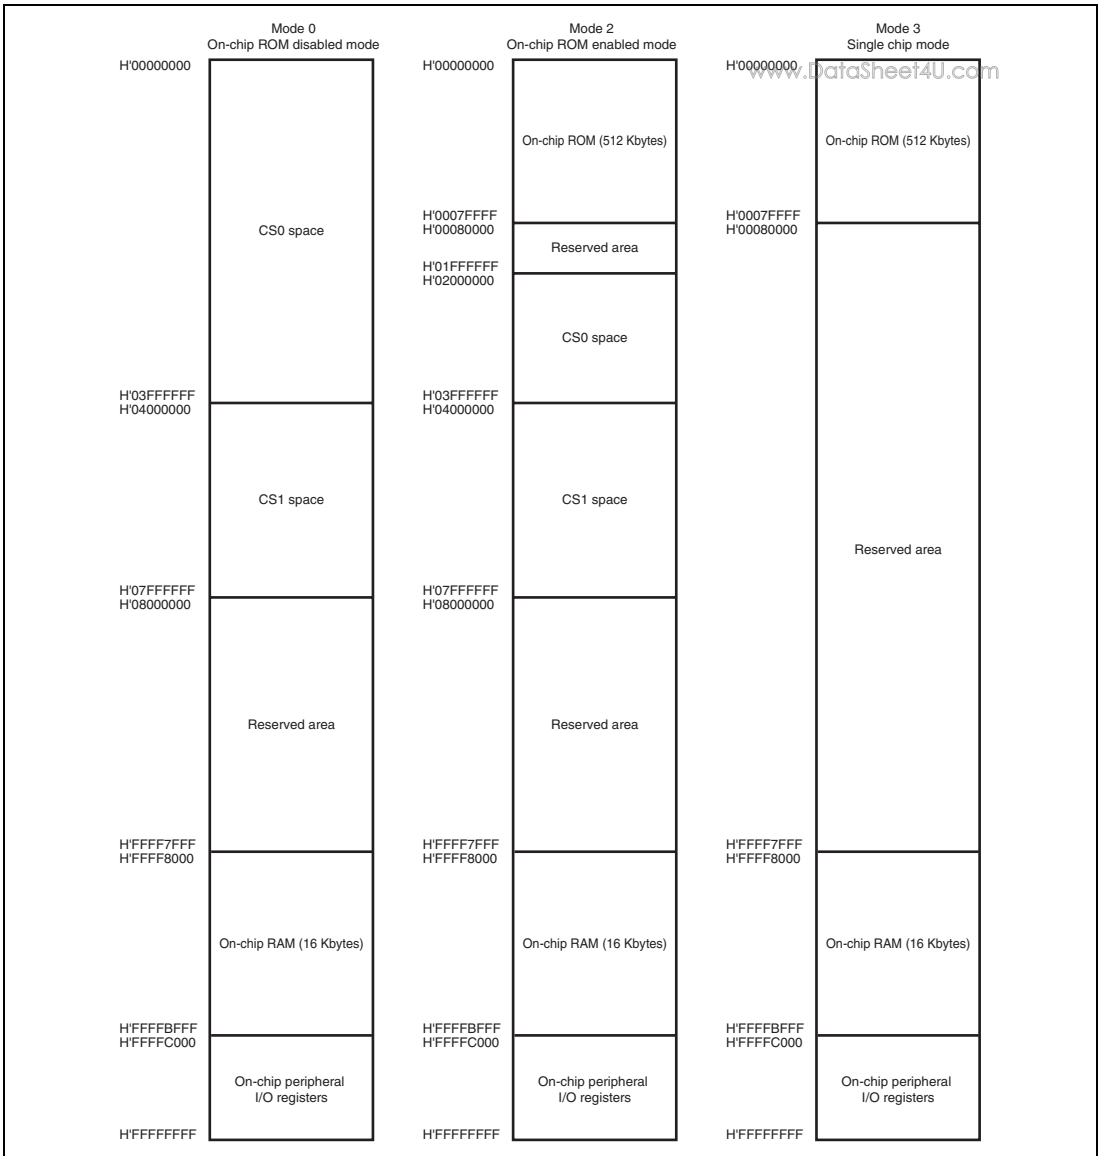 Mode 0
On-chip ROM disabled mode
H'00000000
CS0 space
H'03FFFFFF
H'04000000
CS1 space
H'07FFFFFF
H'08000000
Reserved area
H'FFFF7FFF
H'FFFF8000
On-chip RAM (16 Kbytes)
H'FFFFBFFF
H'FFFFC000
On-chip peripheral
I/O registers
H'FFFFFFFF
Mode 2
On-chip ROM enabled mode
H'00000000
On-chip ROM (512 Kbytes)
H'0007FFFF
H'00080000
Reserved area
H'01FFFFFF
H'02000000
CS0 space
H'03FFFFFF
H'04000000
CS1 space
H'07FFFFFF
H'08000000
Reserved area
H'FFFF7FFF
H'FFFF8000
On-chip RAM (16 Kbytes)
H'FFFFBFFF
H'FFFFC000
On-chip peripheral
I/O registers
H'FFFFFFFF
Mode 3
Single chip mode
H'00000000
www.DataSheet4U.com
On-chip ROM (512 Kbytes)
H'0007FFFF
H'00080000
Reserved area
H'FFFF7FFF
H'FFFF8000
On-chip RAM (16 Kbytes)
H'FFFFBFFF
H'FFFFC000
On-chip peripheral
I/O registers
H'FFFFFFFF